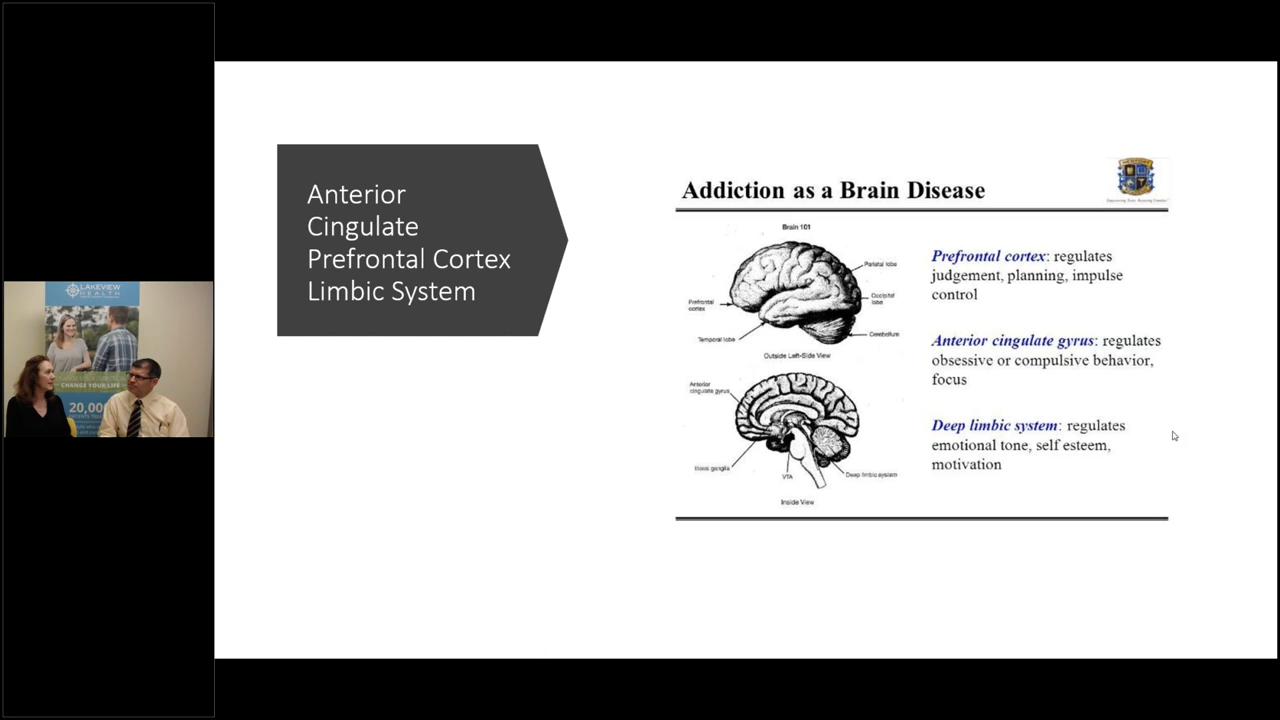 LAKEVIEW
HEALTH
CHANGE YOUR LIFE
20,000
Anterior
Cingulate
Prefrontal Cortex
Limbic System
Addiction as a Brain Disease
Brain 101
Parietal lobe
Prefrontal
cortex
Occipital
lobe
Temporal lobe
Cerebellum
Outside Left-Side View
Anterior
cingulate gyrus
Basal ganglia
VTA
Deep limbic system
Inside View
Prefrontal cortex: regulates
judgement, planning, impulse
control
Anterior cingulate gyrus: regulates
obsessive or compulsive behavior,
focus
Deep limbic system: regulates
emotional tone, self esteem,
motivation